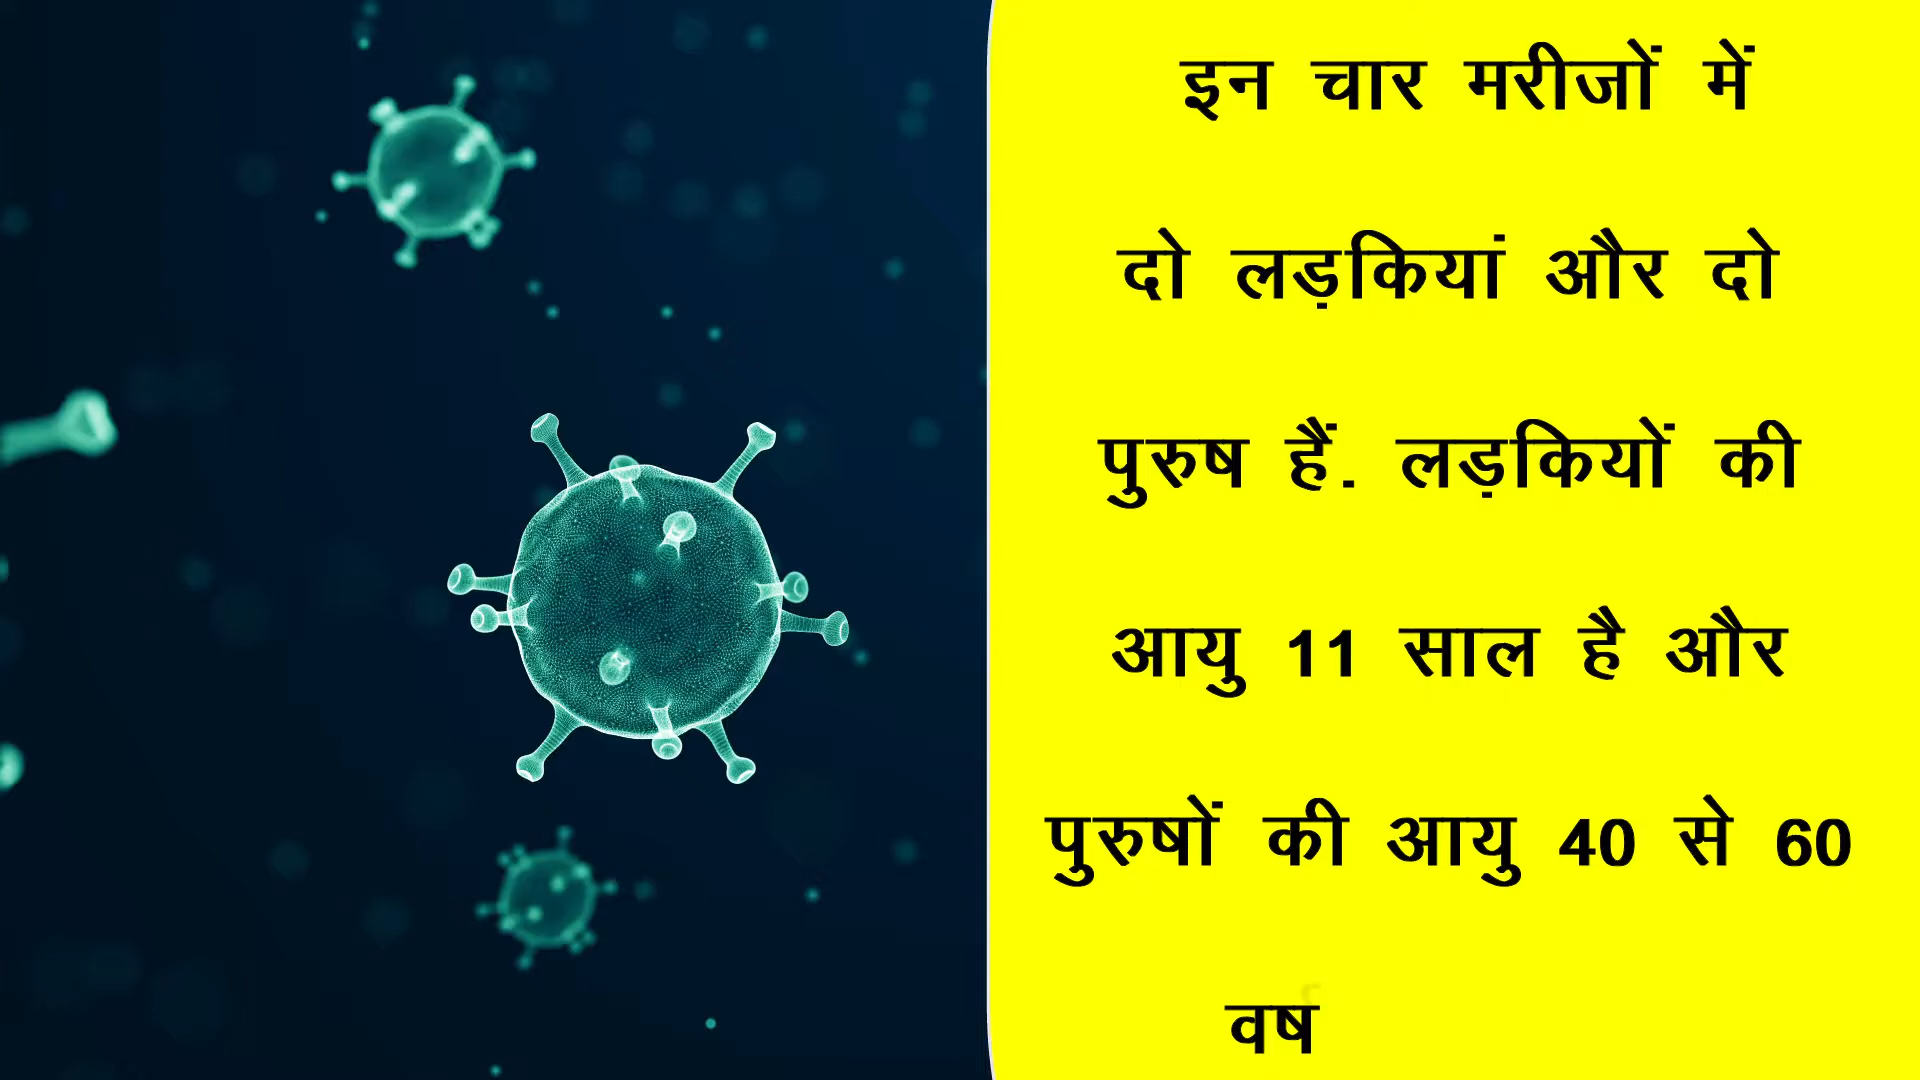 इन चार मरीजों में
दो लड़कियां और दो
पुरुष हैं. लड़कियों की
आयु 11 साल है और
पुरुषों की आयु 40 से 60
वष